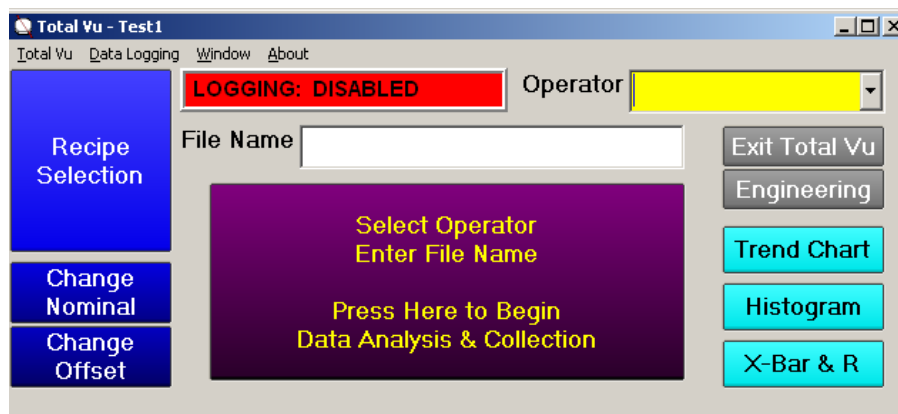 Total Vu - Test1
Total Vu Data Logging Window About
LOGGING: DISABLED
Operator
Recipe
Selection
File Name
Exit Total Vu
Engineering
Select Operator
Enter File Name
Press Here to Begin
Data Analysis & Collection
Trend Chart
Change
Nominal
Histogram
Change
Offset
X-Bar & R